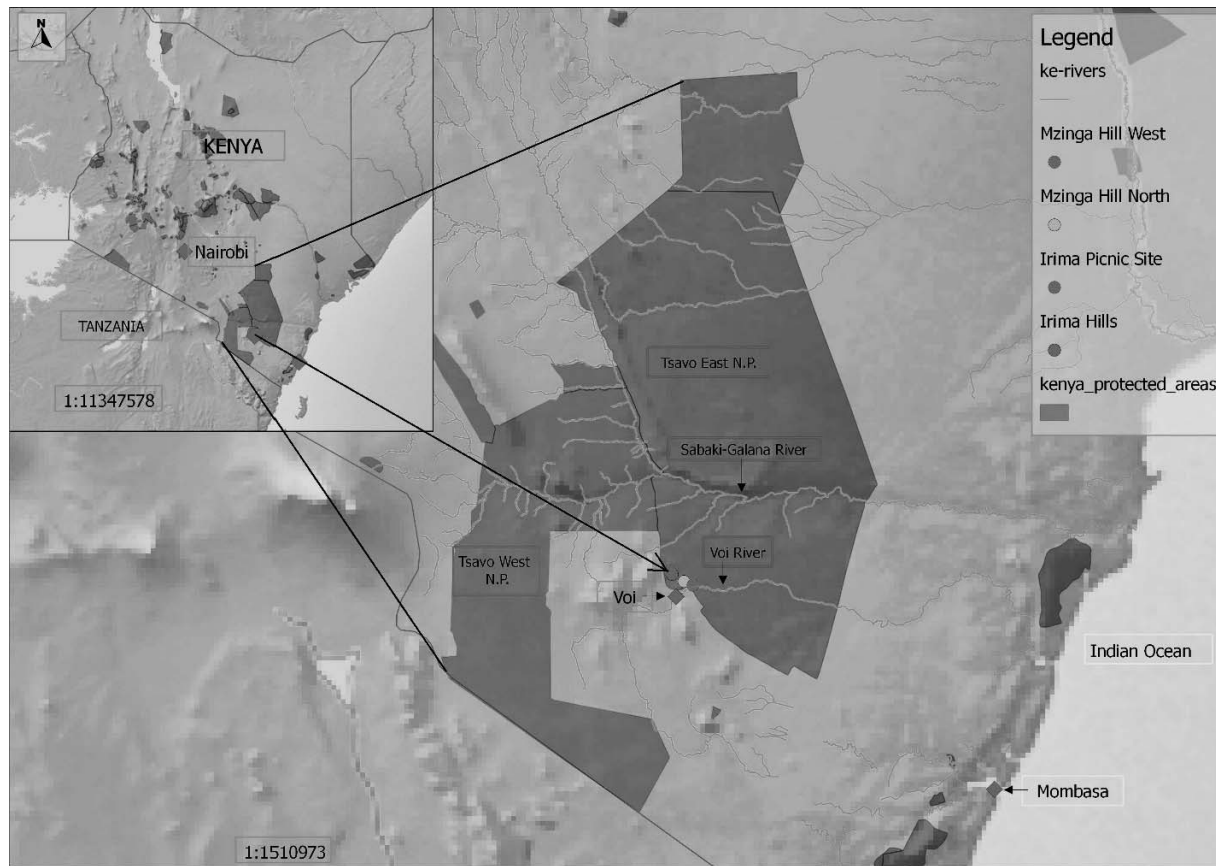 N
KENYA
Nairobi
TANZANIA
1:11347578
Legend
ke-rivers
Mzinga Hill West
Mzinga Hill North
Irima Picnic Site
Irima Hills
kenya_protected_areas
Tsavo East N.P.
Sabaki-Galana River
Tsavo West
N.P.
Voi River
Voi
Indian Ocean
Mombasa
1:1510973